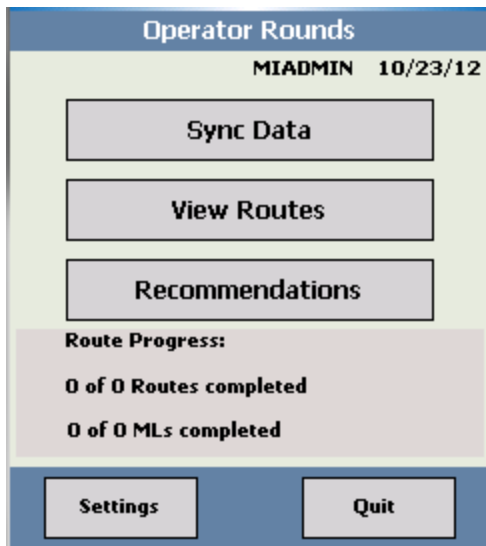 Operator Rounds
MIADMIN 10/23/12
Sync Data
View Routes
Recommendations
Route Progress:
0 of 0 Routes completed
0 of 0 MLs completed
Settings Quit